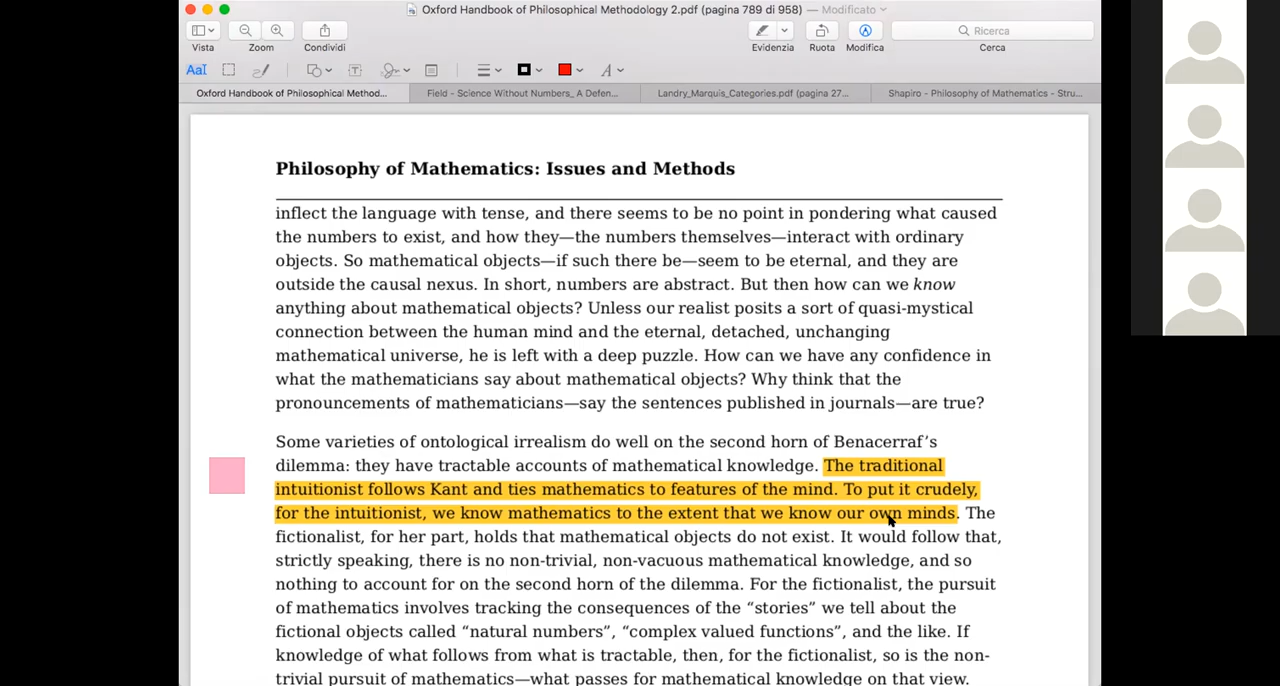 Oxford Handbook of Philosophical Methodology 2.pdf (pagina 789 di 958) — Modificato
Vista Zoom Condividi Evidenzia Ruota Modifica Ricerca Cerca
AaI A
Oxford Handbook of Philosophical Method... Field - Science Without Numbers_ A Defen... Landry_Marquis_Categories.pdf (pagina 27... Shapiro - Philosophy of Mathematics - Stru...
Philosophy of Mathematics: Issues and Methods
inflect the language with tense, and there seems to be no point in pondering what caused
the numbers to exist, and how they—the numbers themselves—interact with ordinary
objects. So mathematical objects—if such there be—seem to be eternal, and they are
outside the causal nexus. In short, numbers are abstract. But then how can we know
anything about mathematical objects? Unless our realist posits a sort of quasi-mystical
connection between the human mind and the eternal, detached, unchanging
mathematical universe, he is left with a deep puzzle. How can we have any confidence in
what the mathematicians say about mathematical objects? Why think that the
pronouncements of mathematicians—say the sentences published in journals—are true?
Some varieties of ontological irrealism do well on the second horn of Benacerraf’s
dilemma: they have tractable accounts of mathematical knowledge. The traditional
intuitionist follows Kant and ties mathematics to features of the mind. To put it crudely,
for the intuitionist, we know mathematics to the extent that we know our own minds. The
fictionalist, for her part, holds that mathematical objects do not exist. It would follow that,
strictly speaking, there is no non-trivial, non-vacuous mathematical knowledge, and so
nothing to account for on the second horn of the dilemma. For the fictionalist, the pursuit
of mathematics involves tracking the consequences of the “stories” we tell about the
fictional objects called “natural numbers”, “complex valued functions”, and the like. If
knowledge of what follows from what is tractable, then, for the fictionalist, so is the non-
trivial pursuit of mathematics—what passes for mathematical knowledge on that view.